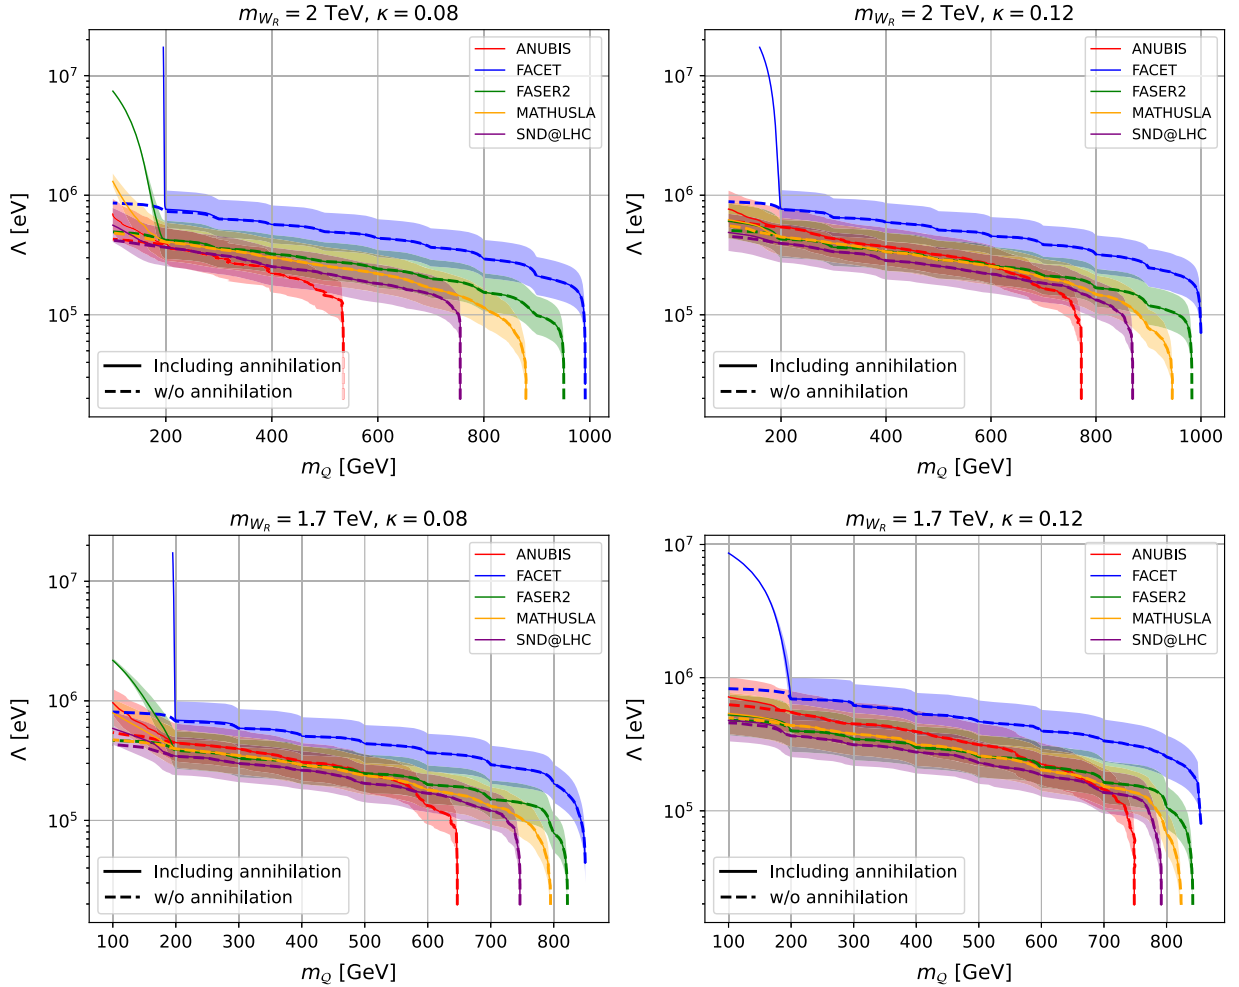 m_{W_R} = 2 TeV, κ = 0.08
10^7
10^6
10^5
Λ [eV]
ANUBIS
FACET
FASER2
MATHUSLA
SND@LHC
Including annihilation
w/o annihilation
200 400 600 800 1000
m_𝒬 [GeV]
m_{W_R} = 2 TeV, κ = 0.12
10^7
10^6
10^5
Λ [eV]
ANUBIS
FACET
FASER2
MATHUSLA
SND@LHC
Including annihilation
w/o annihilation
200 400 600 800 1000
m_𝒬 [GeV]
m_{W_R} = 1.7 TeV, κ = 0.08
10^7
10^6
10^5
Λ [eV]
ANUBIS
FACET
FASER2
MATHUSLA
SND@LHC
Including annihilation
w/o annihilation
100 200 300 400 500 600 700 800
m_𝒬 [GeV]
m_{W_R} = 1.7 TeV, κ = 0.12
10^7
10^6
10^5
Λ [eV]
ANUBIS
FACET
FASER2
MATHUSLA
SND@LHC
Including annihilation
w/o annihilation
100 200 300 400 500 600 700 800
m_𝒬 [GeV]